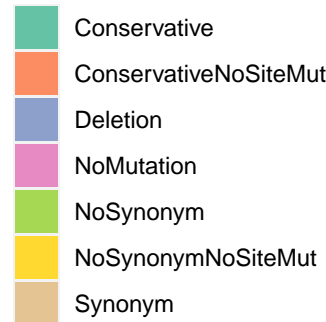 Conservative
ConservativeNoSiteMut
Deletion
NoMutation
NoSynonym
NoSynonymNoSiteMut
Synonym